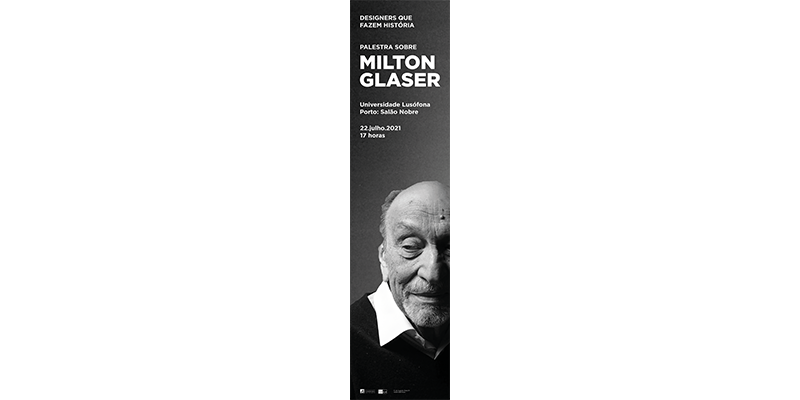 DESIGNERS QUE
FAZEM HISTÓRIA
PALESTRA SOBRE
MILTON
GLASER
Universidade Lusófona
Porto: Salão Nobre
22.julho.2021
17 horas